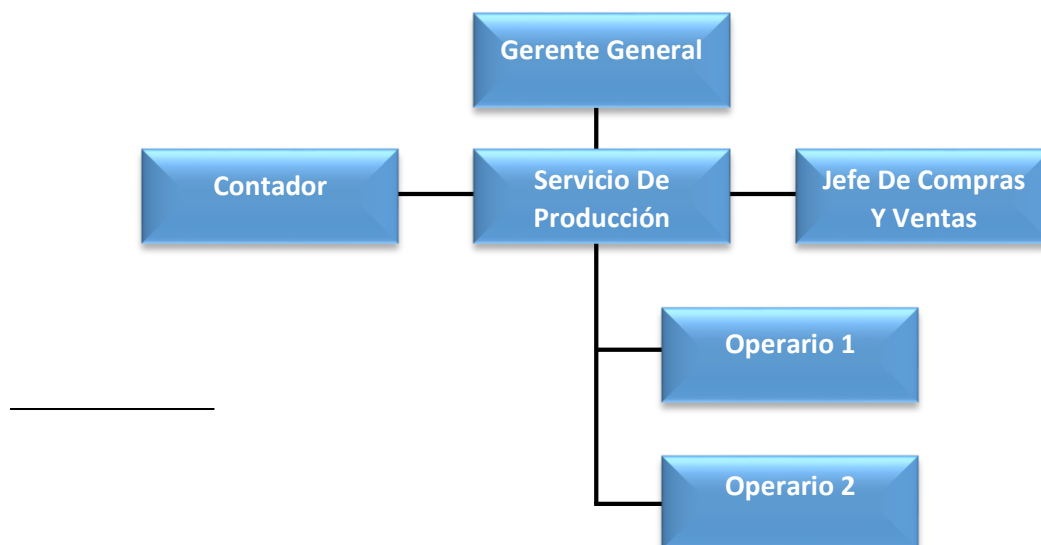 Gerente General
Contador
Servicio De
Producción
Jefe De Compras
Y Ventas
Operario 1
Operario 2